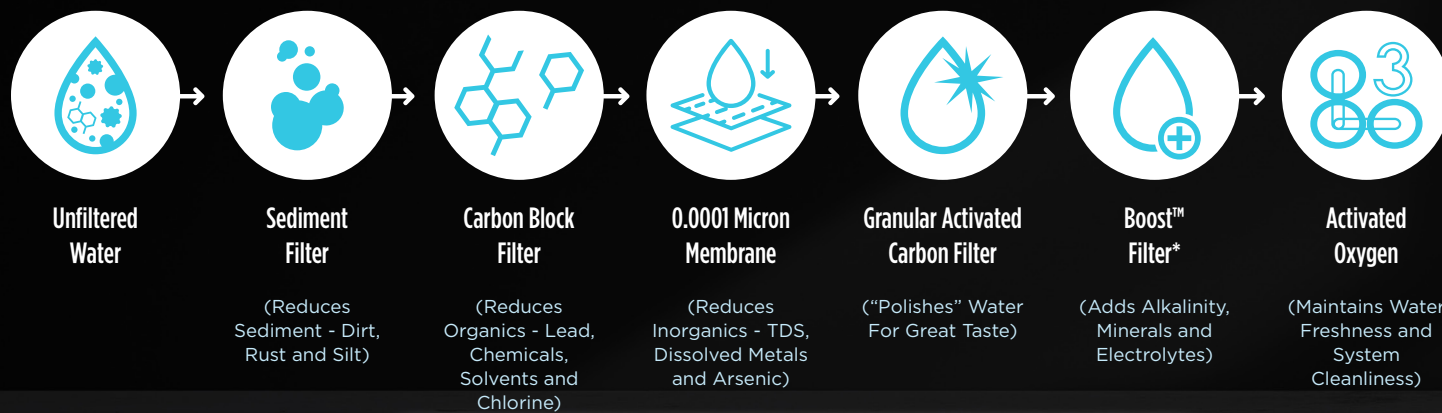 Unfiltered
Water
Sediment
Filter
(Reduces
Sediment - Dirt,
Rust and Silt)
Carbon Block
Filter
(Reduces
Organics - Lead,
Chemicals,
Solvents and
Chlorine)
0.0001 Micron
Membrane
(Reduces
Inorganics - TDS,
Dissolved Metals
and Arsenic)
Granular Activated
Carbon Filter
(“Polishes” Water
For Great Taste)
Boost™
Filter*
(Adds Alkalinity,
Minerals and
Electrolytes)
3
Activated
Oxygen
(Maintains Water
Freshness and
System
Cleanliness)